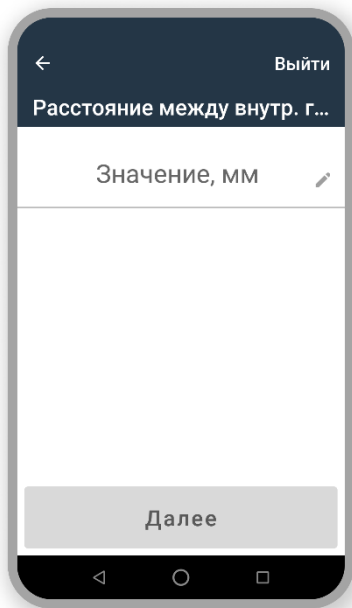 Выйти
Расстояние между внутр. г...
Значение, мм
Далее